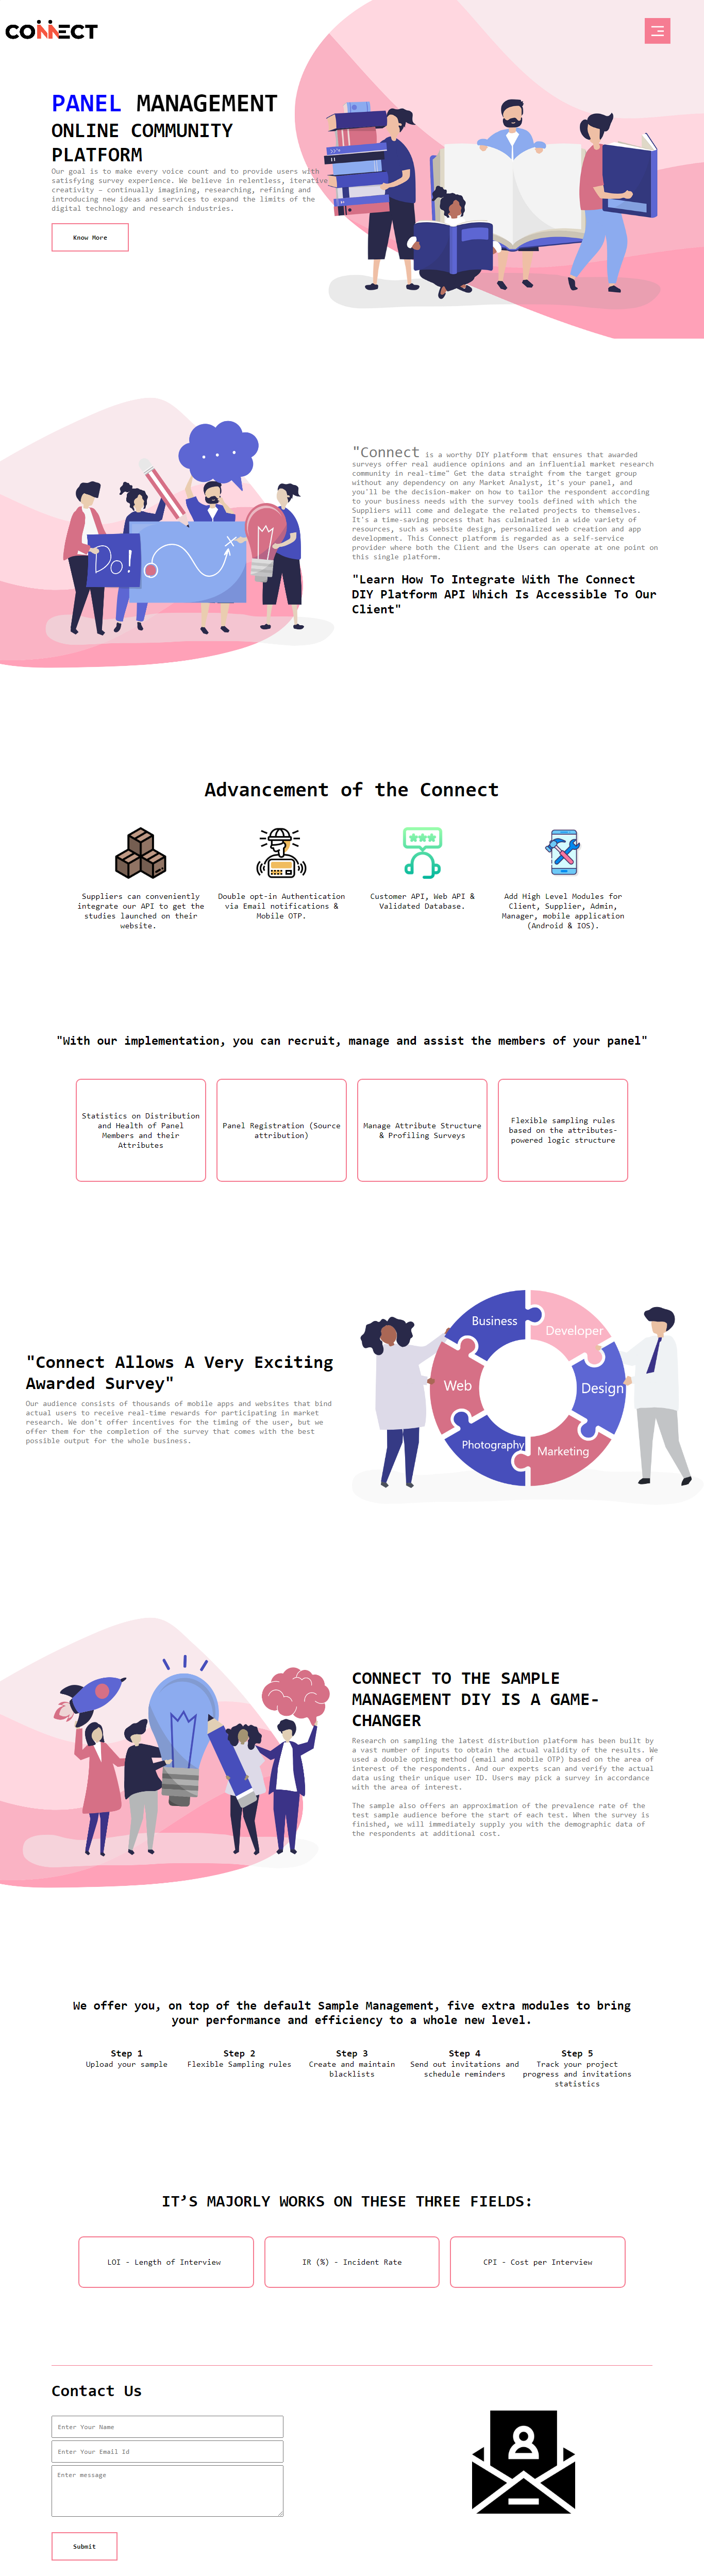 CONNECT
PANEL MANAGEMENT
ONLINE COMMUNITY
PLATFORM
Our goal is to make every voice count and to provide users with
satisfying survey experience. We believe in relentless, iterative
creativity – continually imagining, researching, refining and
introducing new ideas and services to expand the limits of the
digital technology and research industries.
Know More
Do!
X
"Connect is a worthy DIY platform that ensures that awarded
surveys offer real audience opinions and an influential market research
community in real-time" Get the data straight from the target group
without any dependency on any Market Analyst, it's your panel, and
you'll be the decision-maker on how to tailor the respondent according
to your business needs with the survey tools defined with which the
Suppliers will come and delegate the related projects to themselves.
It's a time-saving process that has culminated in a wide variety of
resources, such as website design, personalized web creation and app
development. This Connect platform is regarded as a self-service
provider where both the Client and the Users can operate at one point on
this single platform.
"Learn How To Integrate With The Connect
DIY Platform API Which Is Accessible To Our
Client"
Advancement of the Connect
Suppliers can conveniently
integrate our API to get the
studies launched on their
website.
Double opt-in Authentication
via Email notifications &
Mobile OTP.
Customer API, Web API &
Validated Database.
Add High Level Modules for
Client, Supplier, Admin,
Manager, mobile application
(Android & IOS).
"With our implementation, you can recruit, manage and assist the members of your panel"
Statistics on Distribution
and Health of Panel
Members and their
Attributes
Panel Registration (Source
attribution)
Manage Attribute Structure
& Profiling Surveys
Flexible sampling rules
based on the attributes-
powered logic structure
"Connect Allows A Very Exciting
Awarded Survey"
Our audience consists of thousands of mobile apps and websites that bind
actual users to receive real-time rewards for participating in market
research. We don't offer incentives for the timing of the user, but we
offer them for the completion of the survey that comes with the best
possible output for the whole business.
Business
Developer
Web
Design
Photography
Marketing
CONNECT TO THE SAMPLE
MANAGEMENT DIY IS A GAME-
CHANGER
Research on sampling the latest distribution platform has been built by
a vast number of inputs to obtain the actual validity of the results. We
used a double opting method (email and mobile OTP) based on the area of
interest of the respondents. And our experts scan and verify the actual
data using their unique user ID. Users may pick a survey in accordance
with the area of interest.
The sample also offers an approximation of the prevalence rate of the
test sample audience before the start of each test. When the survey is
finished, we will immediately supply you with the demographic data of
the respondents at additional cost.
We offer you, on top of the default Sample Management, five extra modules to bring
your performance and efficiency to a whole new level.
Step 1
Upload your sample
Step 2
Flexible Sampling rules
Step 3
Create and maintain
blacklists
Step 4
Send out invitations and
schedule reminders
Step 5
Track your project
progress and invitations
statistics
IT’S MAJORLY WORKS ON THESE THREE FIELDS:
LOI - Length of Interview
IR (%) - Incident Rate
CPI - Cost per Interview
Contact Us
Enter Your Name
Enter Your Email Id
Enter message
Submit